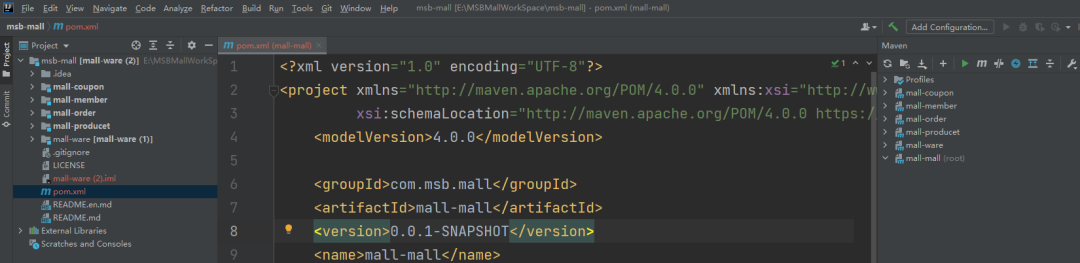 File Edit View Navigate Code Analyze Refactor Build Run Tools Git Window Help msb-mall [E:\MSBMallWorkSpace\msb-mall] - pom.xml (mall-mall)
msb-mall pom.xml Add Configuration...
Project
Commit
Project
msb-mall [mall-ware (2)] E:\MSBMallWorkSp
.idea
mall-coupon
mall-member
mall-order
mall-producet
mall-ware [mall-ware (1)]
.gitignore
LICENSE
mall-ware (2).iml
pom.xml
README.en.md
README.md
External Libraries
Scratches and Consoles
pom.xml (mall-mall)
1 <?xml version="1.0" encoding="UTF-8"?>
2 <project xmlns="http://maven.apache.org/POM/4.0.0" xmlns:xsi="http://w
3 xsi:schemaLocation="http://maven.apache.org/POM/4.0.0 https:/
4 <modelVersion>4.0.0</modelVersion>
5
6 <groupId>com.msb.mall</groupId>
7 <artifactId>mall-mall</artifactId>
8 <version>0.0.1-SNAPSHOT</version>
9 <name>mall-mall</name>
1
Maven
Profiles
mall-coupon
mall-member
mall-order
mall-producet
mall-ware
mall-mall (root)